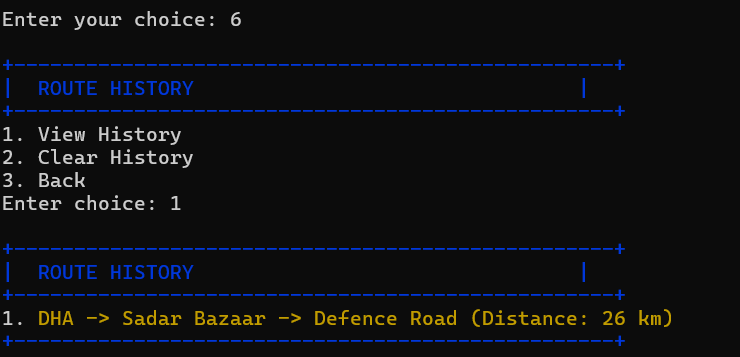 Enter your choice: 6
+--------------------------------------------------+
|  ROUTE HISTORY                                |
+--------------------------------------------------+
1. View History
2. Clear History
3. Back
Enter choice: 1
+--------------------------------------------------+
|  ROUTE HISTORY                                |
+--------------------------------------------------+
1. DHA -> Sadar Bazaar -> Defence Road (Distance: 26 km)
+--------------------------------------------------+